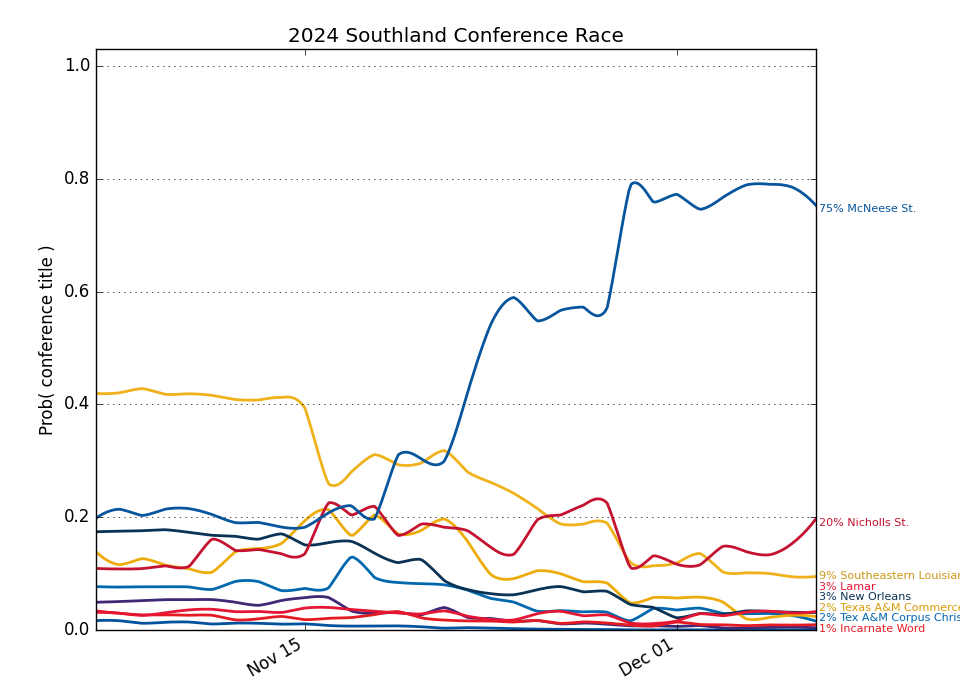 2024 Southland Conference Race
Prob( conference title )
1.0
0.8
0.6
0.4
0.2
0.0
Nov 15
Dec 01
75% McNeese St.
20% Nicholls St.
9% Southeastern Louisian
3% Lamar
3% New Orleans
2% Texas A&M Commerce
2% Tex A&M Corpus Chris
1% Incarnate Word